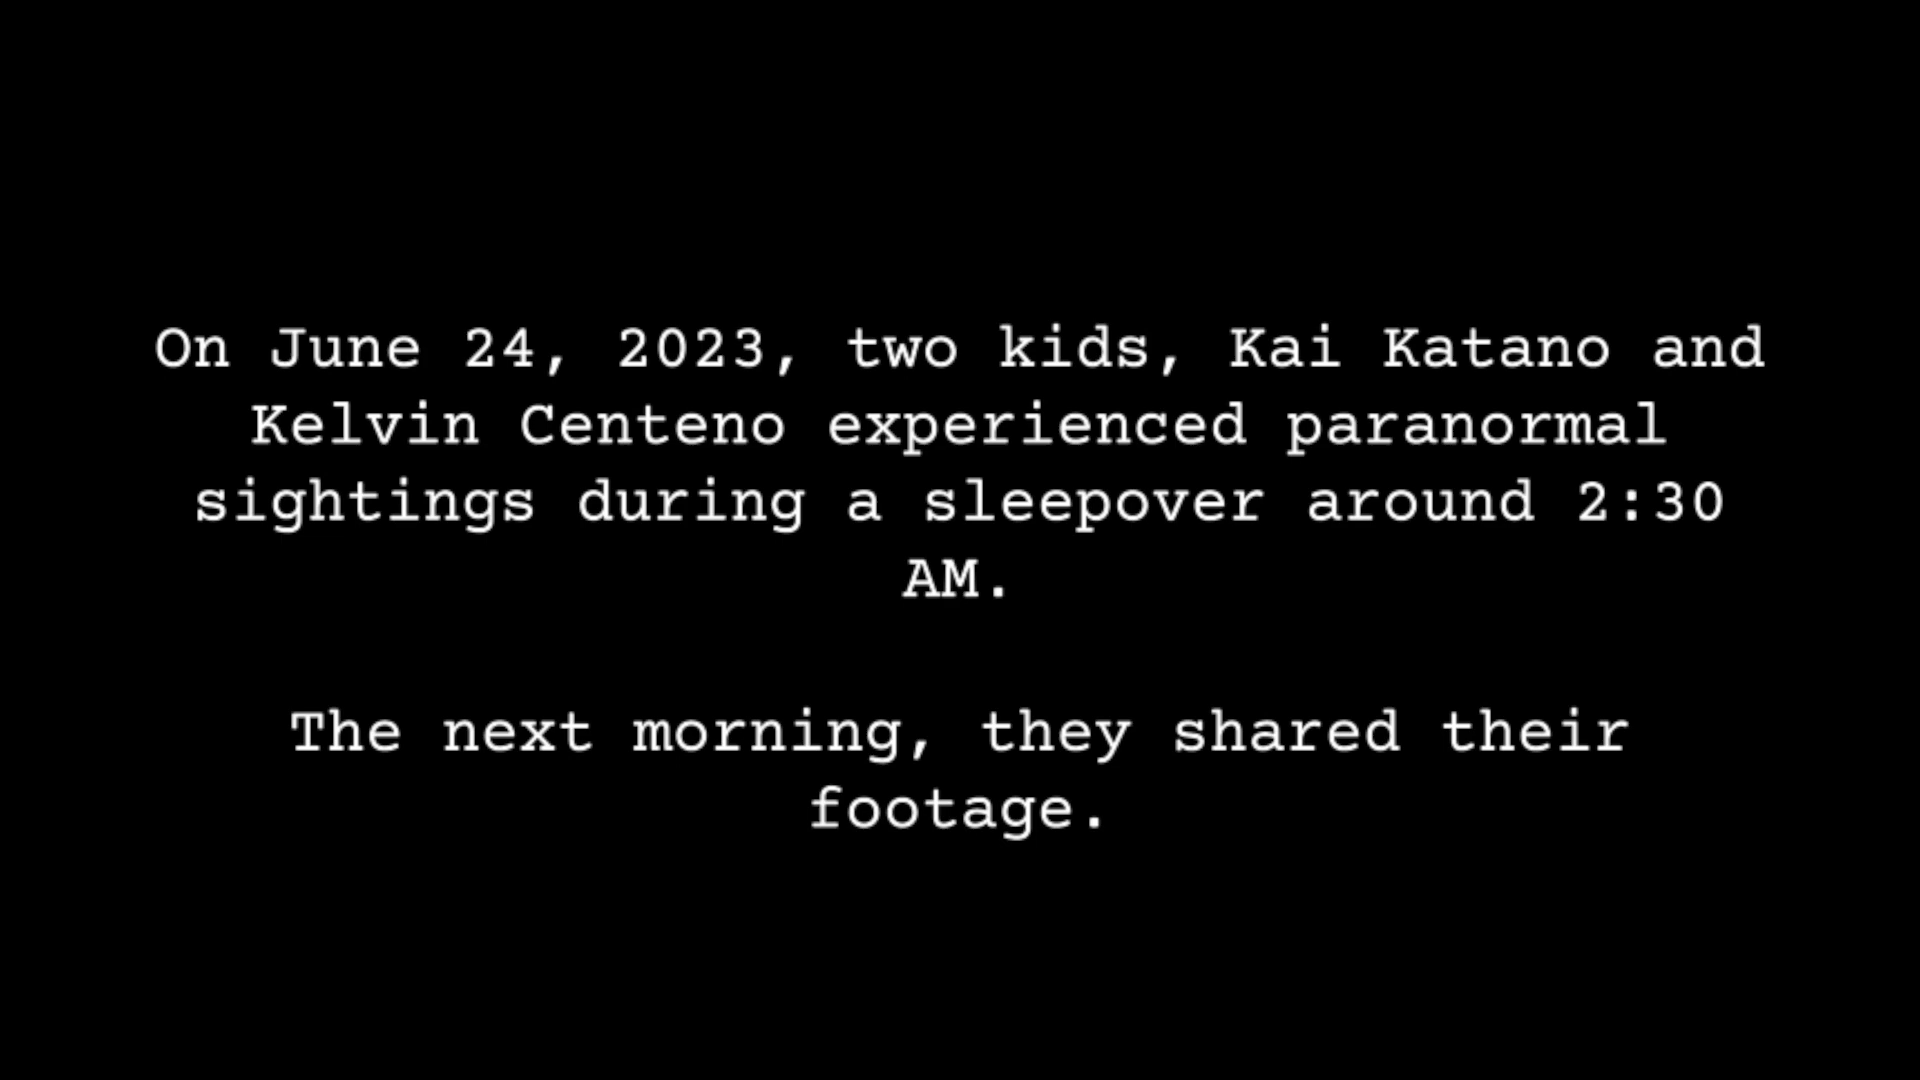 On June 24, 2023, two kids, Kai Katano and
Kelvin Centeno experienced paranormal
sightings during a sleepover around 2:30
AM.
The next morning, they shared their
footage.